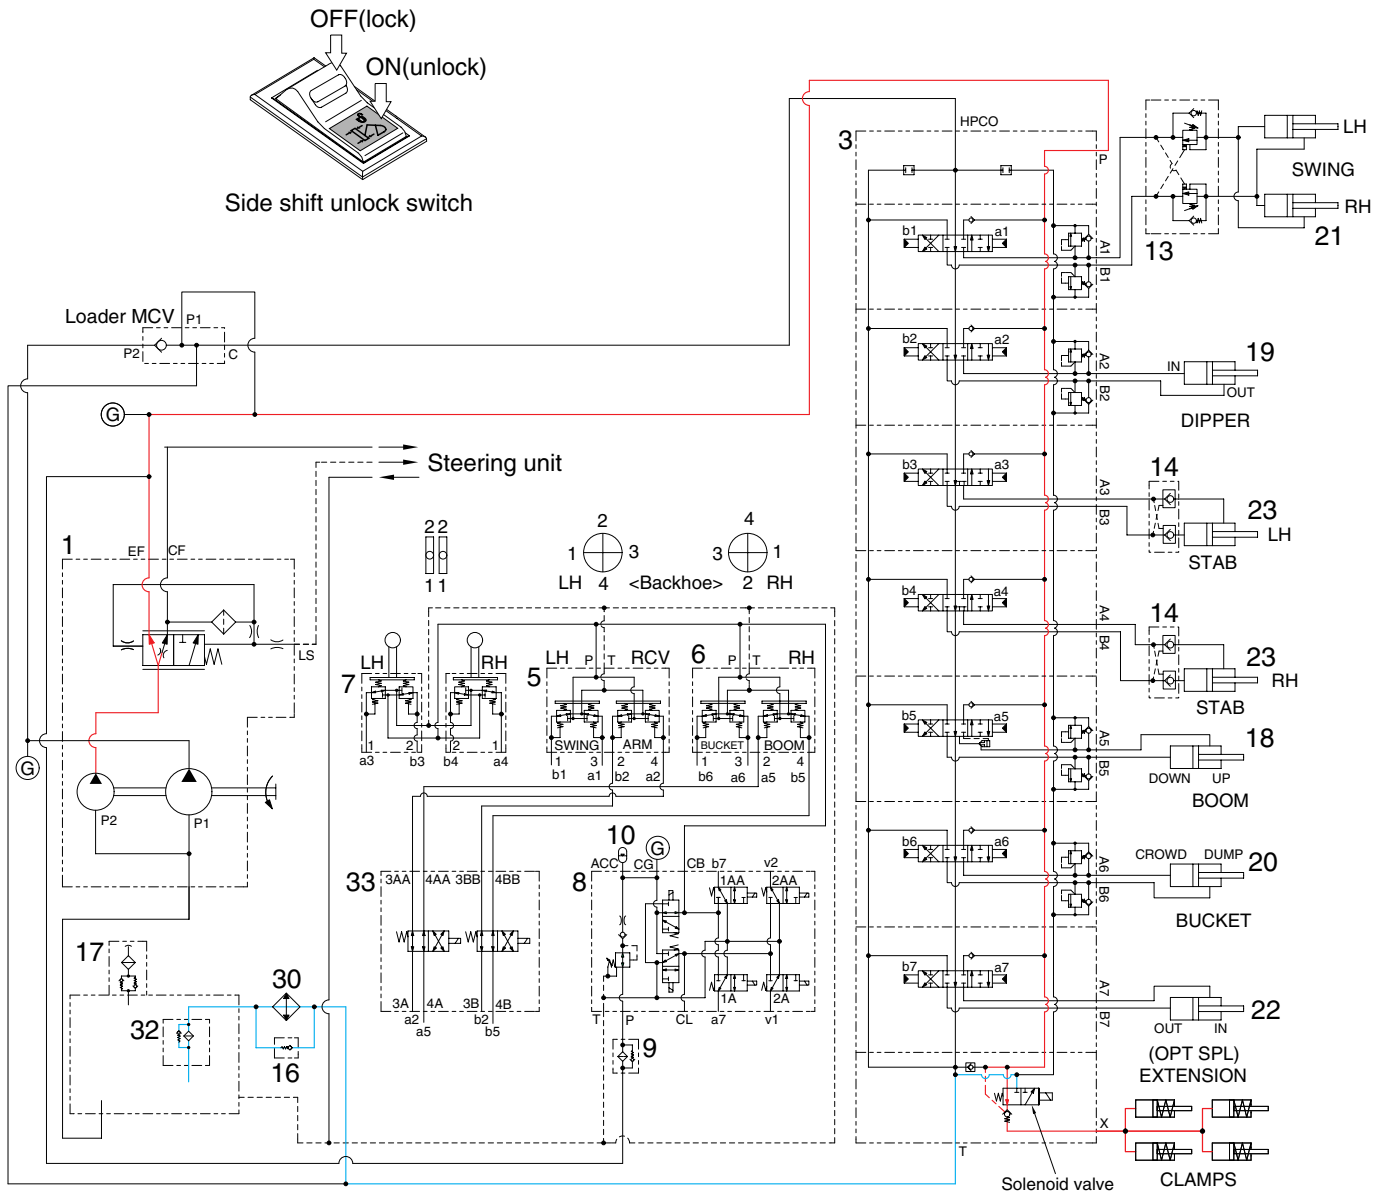 OFF(lock)
ON(unlock)
Side shift unlock switch
HPCO
3
P
LH
SWING
RH
13
21
b1
a1
A1
B1
Loader MCV
P1
P2
C
b2
a2
A2
B2
19
IN
OUT
DIPPER
G
Steering unit
b3
a3
A3
B3
14
23
LH
STAB
1
EF
CF
LS
2 2
1 1
2
1
3
LH 4
<Backhoe>
4
3
1
2 RH
b4
a4
A4
B4
14
23
RH
STAB
7
LH
RH
1
2
2
1
a3
b3
b4
a4
5
LH
P
T
RCV
SWING
ARM
1
3
2
4
b1
a1
b2
a2
6
P
T
RH
BUCKET
BOOM
1
3
2
4
b6
a6
a5
b5
b5
a5
A5
B5
18
DOWN
UP
BOOM
G
P2
P1
b6
a6
A6
B6
CROWD
DUMP
20
BUCKET
10
G
33
3AA
4AA
3BB
4BB
3A
4A
3B
4B
a2
b2
a5
b5
8
ACC
CG
CB
b7
v2
1AA
2AA
1A
2A
T
P
CL
a7
v1
9
17
30
32
16
b7
a7
A7
B7
OUT
IN
22
(OPT SPL)
EXTENSION
X
T
Solenoid valve
CLAMPS